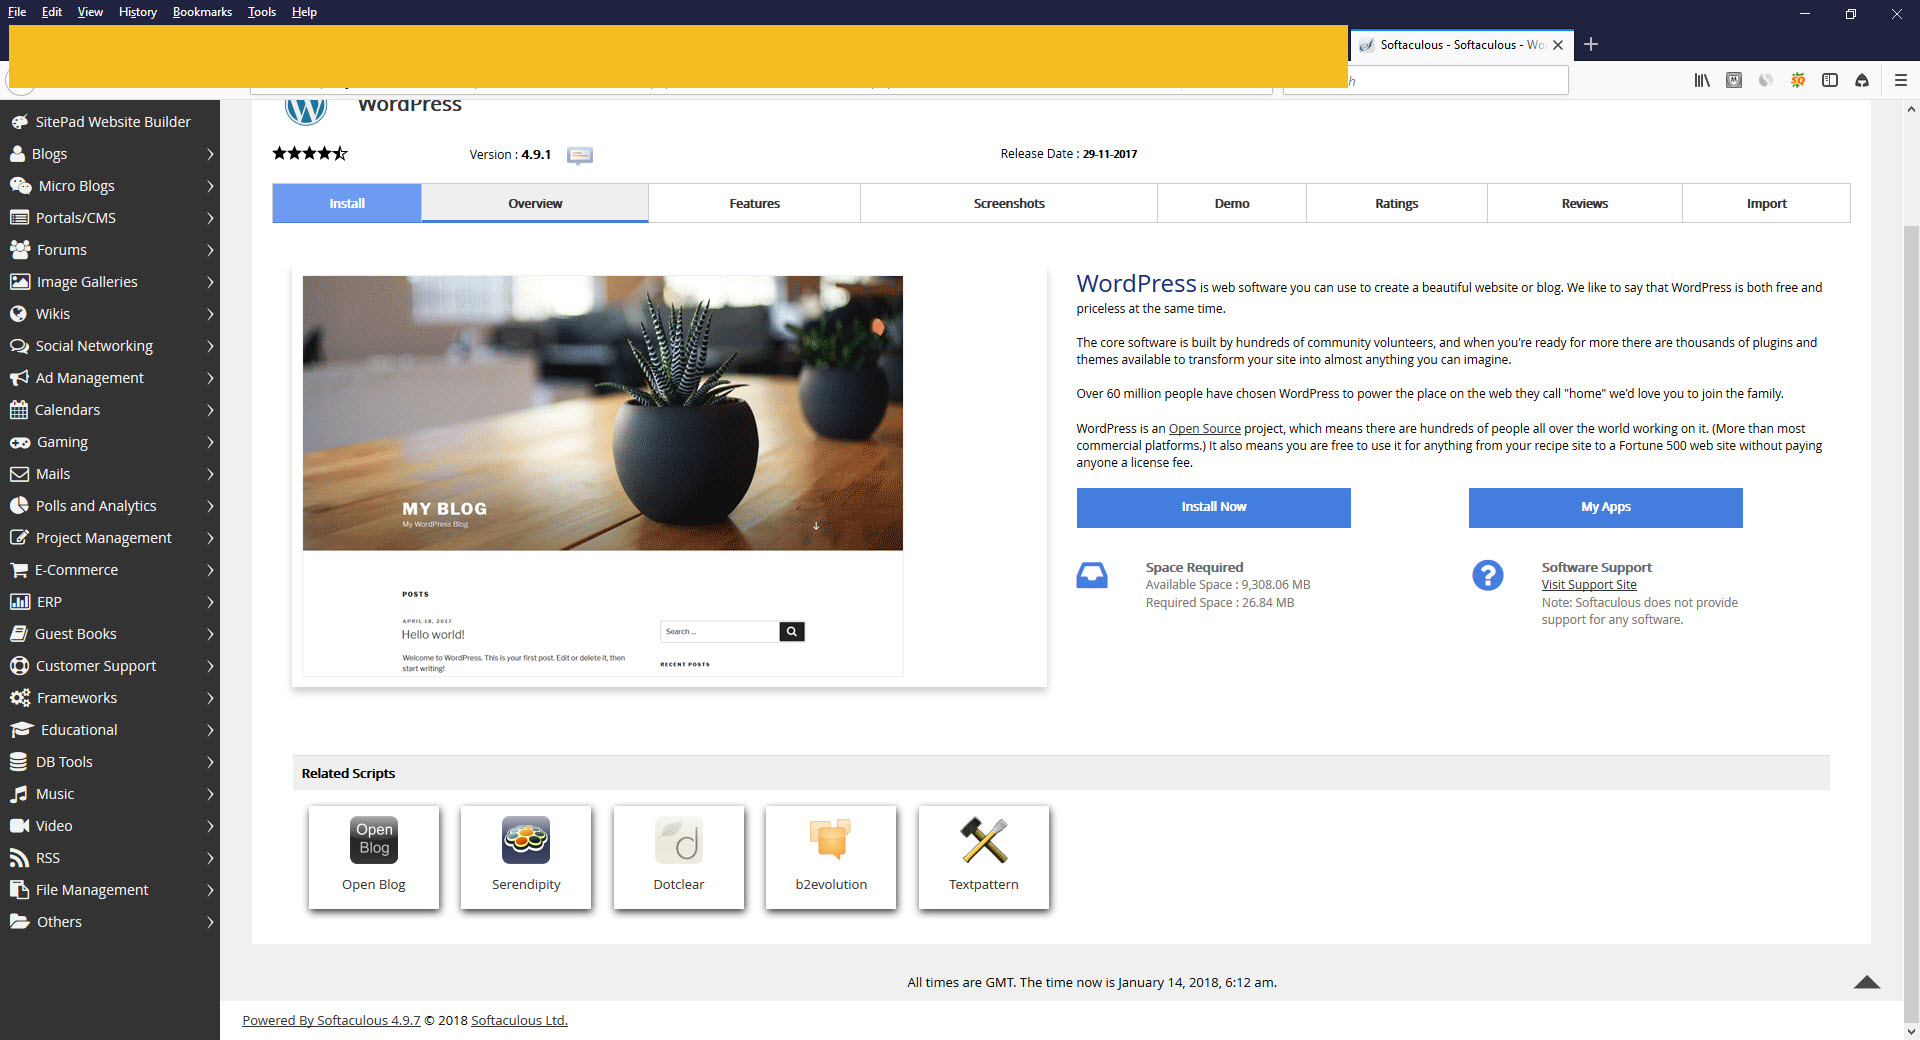 File Edit View History Bookmarks Tools Help
Softaculous - Softaculous - Wo
h
SitePad Website Builder
Blogs
Micro Blogs
Portals/CMS
Forums
Image Galleries
Wikis
Social Networking
Ad Management
Calendars
Gaming
Mails
Polls and Analytics
Project Management
E-Commerce
ERP
Guest Books
Customer Support
Frameworks
Educational
DB Tools
Music
Video
RSS
File Management
Others
WordPress
Version : 4.9.1
Release Date : 29-11-2017
Install Overview Features Screenshots Demo Ratings Reviews Import
MY BLOG
My WordPress Blog
POSTS
APRIL 18, 2017
Hello world!
Welcome to WordPress. This is your first post. Edit or delete it, then
start writing!
Search ...
RECENT POSTS
WordPress is web software you can use to create a beautiful website or blog. We like to say that WordPress is both free and
priceless at the same time.
The core software is built by hundreds of community volunteers, and when you're ready for more there are thousands of plugins and
themes available to transform your site into almost anything you can imagine.
Over 60 million people have chosen WordPress to power the place on the web they call "home" we'd love you to join the family.
WordPress is an Open Source project, which means there are hundreds of people all over the world working on it. (More than most
commercial platforms.) It also means you are free to use it for anything from your recipe site to a Fortune 500 web site without paying
anyone a license fee.
Install Now
My Apps
Space Required
Available Space : 9,308.06 MB
Required Space : 26.84 MB
Software Support
Visit Support Site
Note: Softaculous does not provide
support for any software.
Related Scripts
Open
Blog
Open Blog
Serendipity
d
Dotclear
b2evolution
Textpattern
All times are GMT. The time now is January 14, 2018, 6:12 am.
Powered By Softaculous 4.9.7 © 2018 Softaculous Ltd.